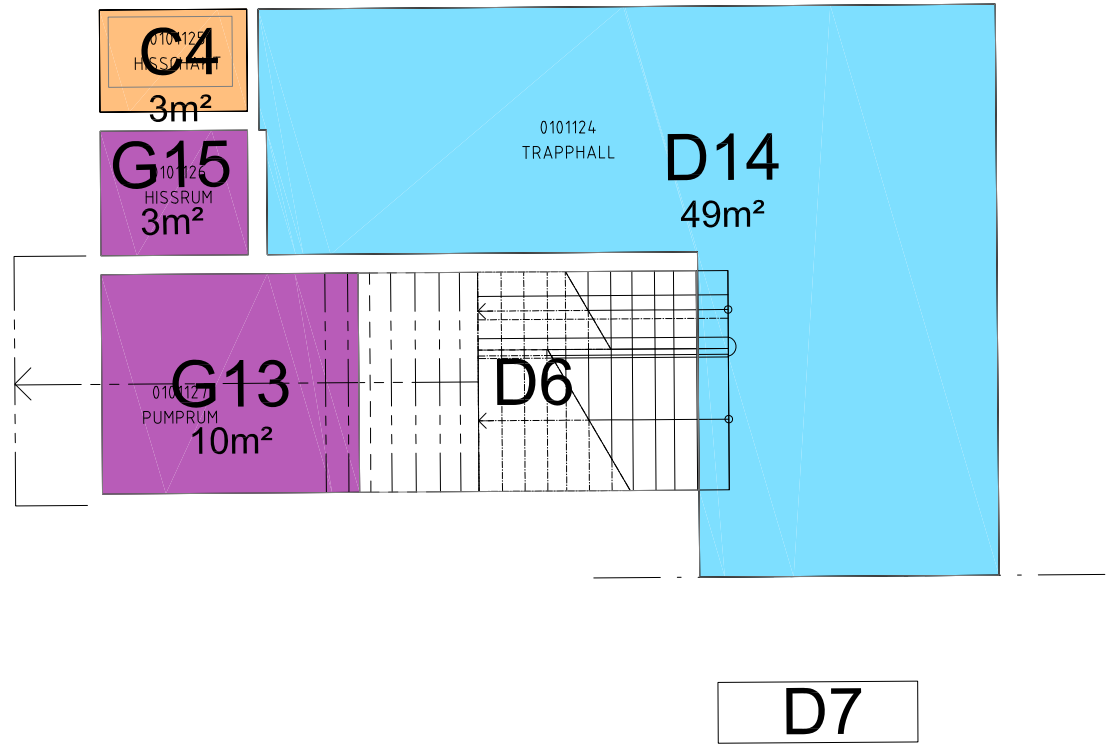 0101125
C4
HISSCHAKT
3m²
G15
0101126
HISSRUM
3m²
0101124
TRAPPHALL
D14
49m²
G13
0101127
PUMPRUM
10m²
D6
D7